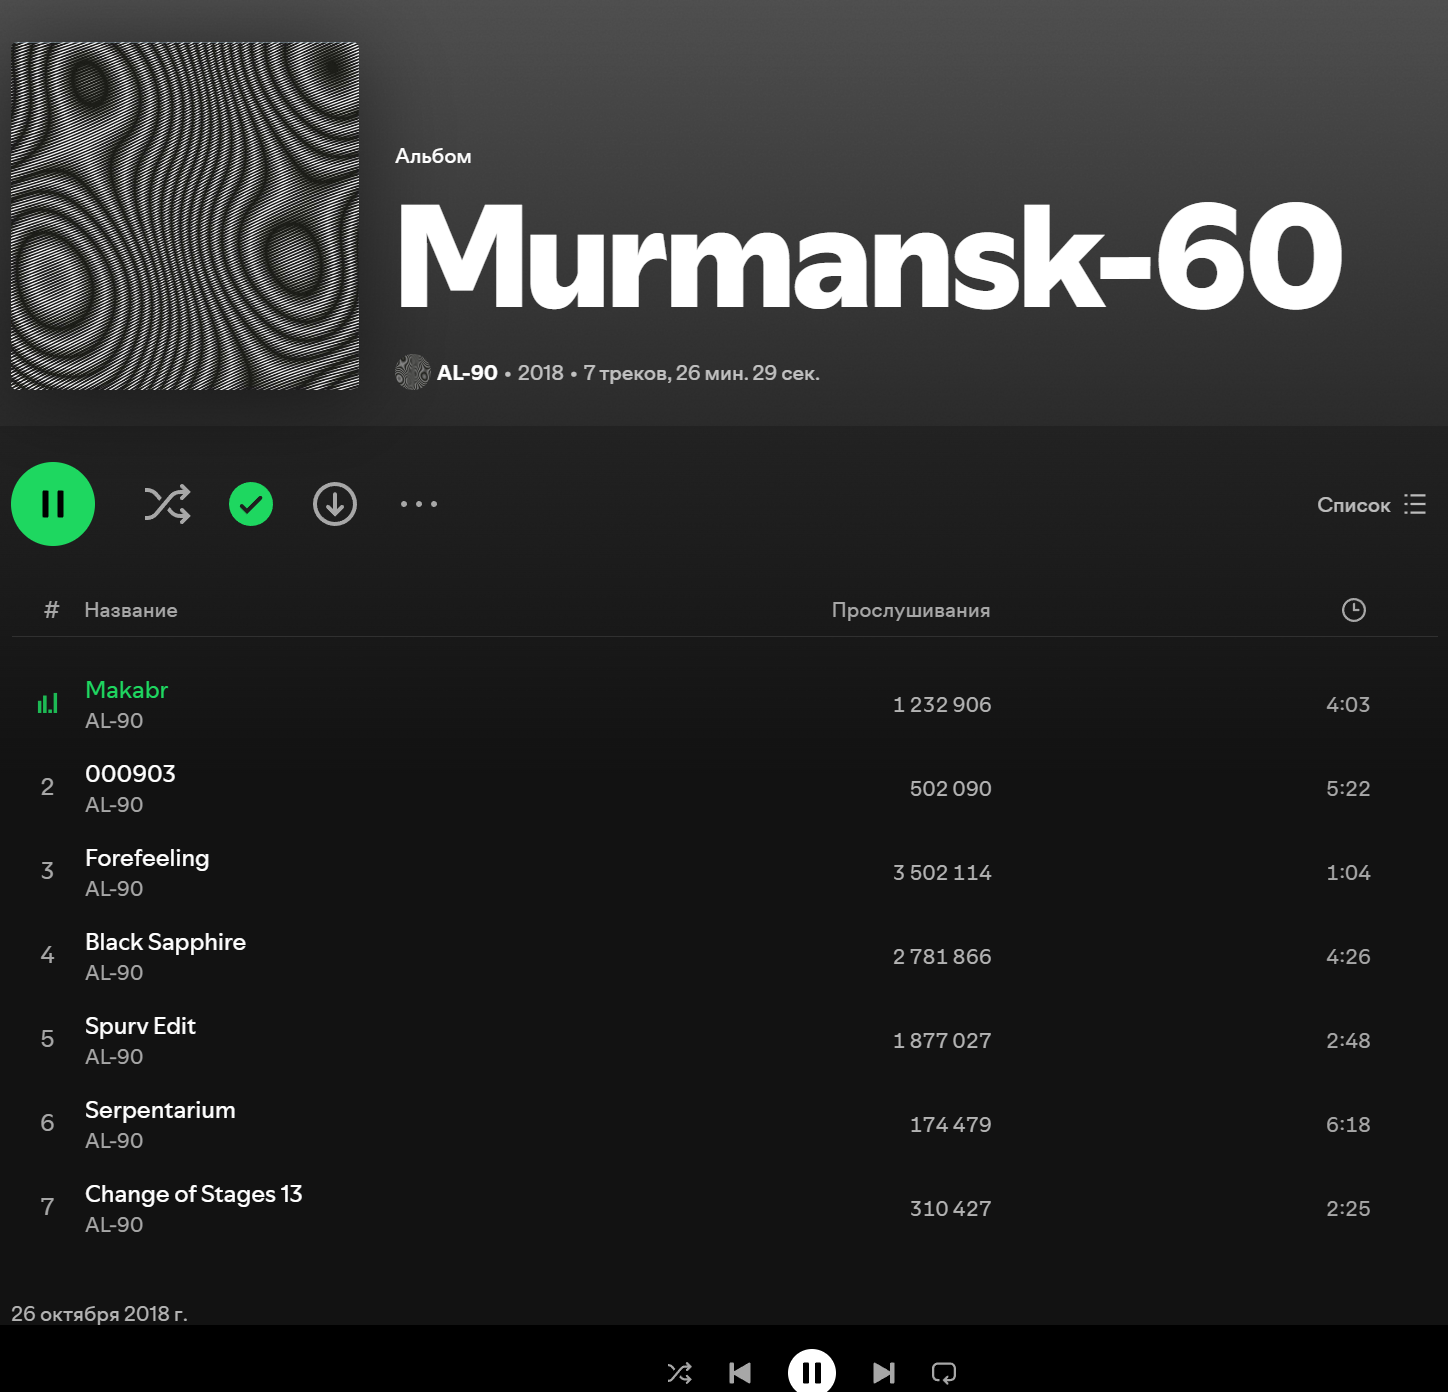 Альбом
Murmansk-60
AL-90 • 2018 • 7 треков, 26 мин. 29 сек.
Список
# Название Прослушивания
Makabr
AL-90
1 232 906 4:03
2 000903
AL-90
502 090 5:22
3 Forefeeling
AL-90
3 502 114 1:04
4 Black Sapphire
AL-90
2 781 866 4:26
5 Spurv Edit
AL-90
1 877 027 2:48
6 Serpentarium
AL-90
174 479 6:18
7 Change of Stages 13
AL-90
310 427 2:25
26 октября 2018 г.